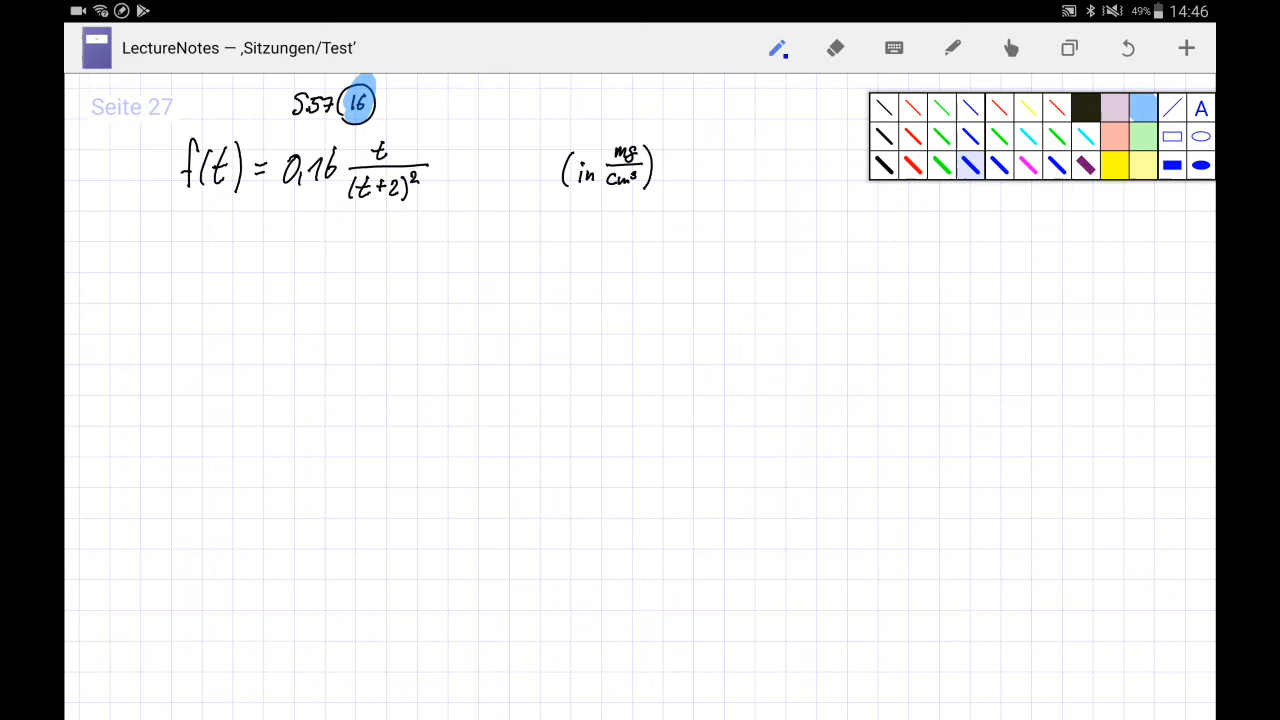 49% 14:46
LectureNotes — ‚Sitzungen/Test’
Seite 27
S.57 16
A
f(t) = 0,16 t/(t+2)² (in mg/cm³)